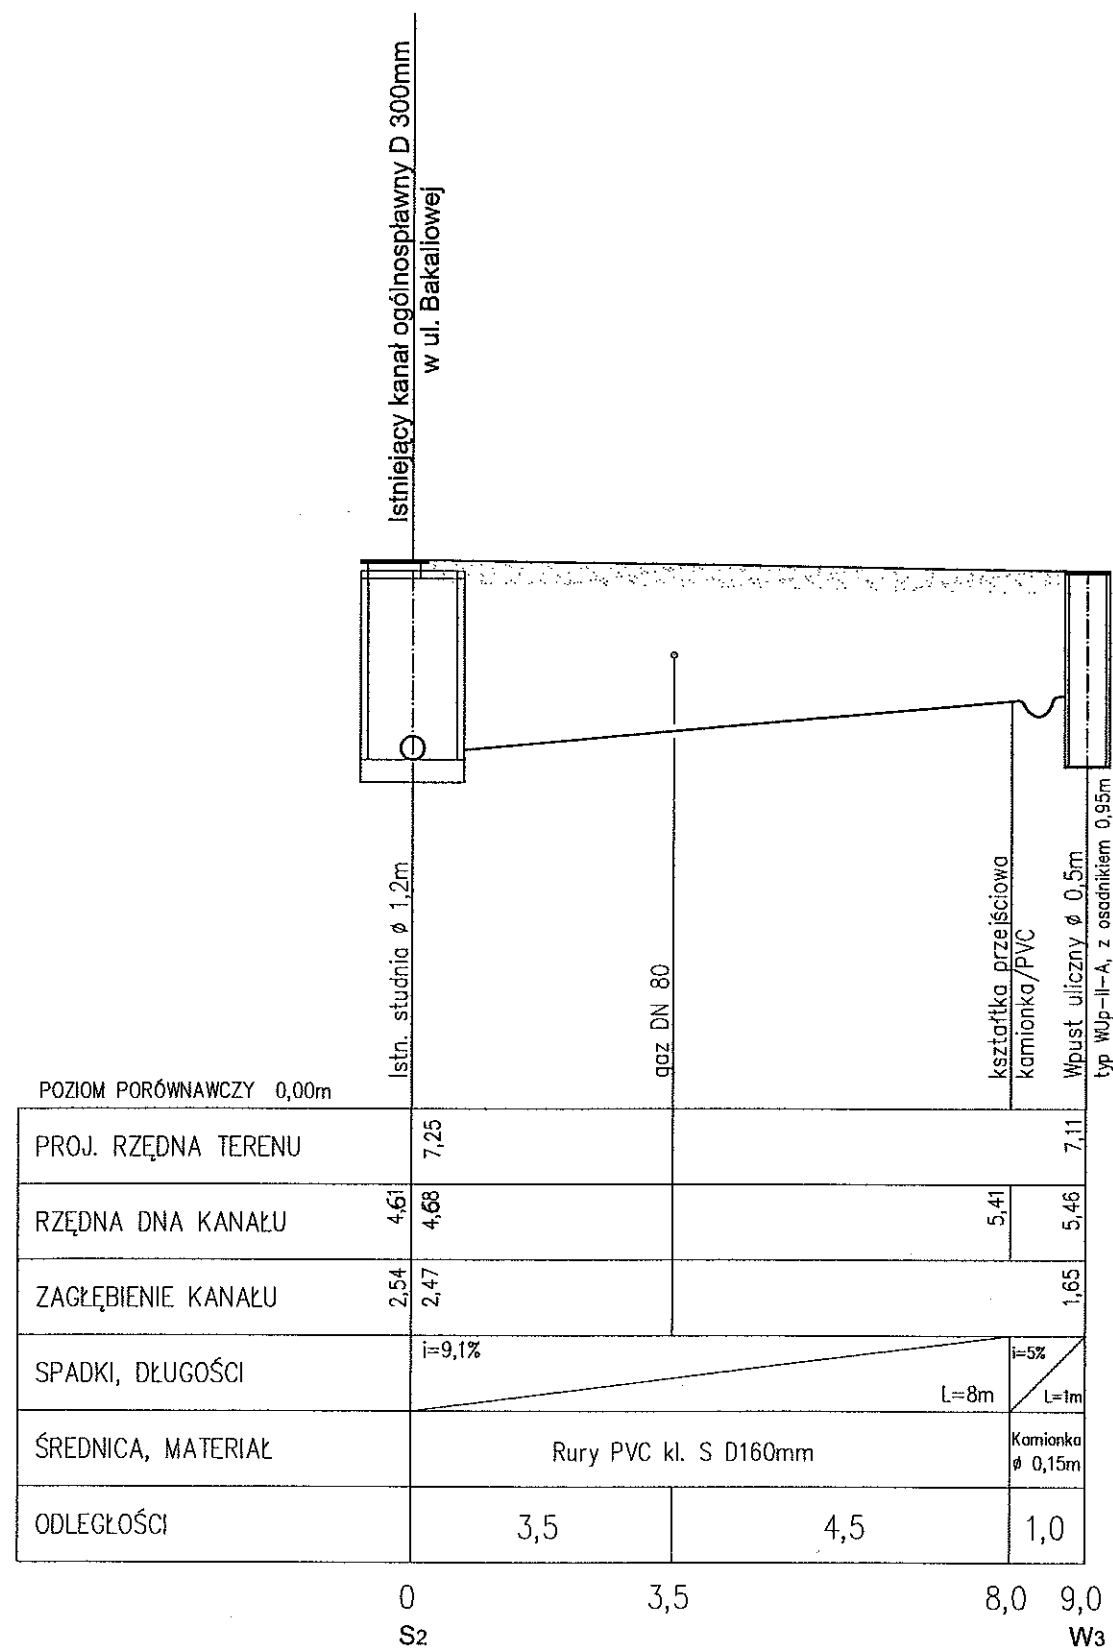 Istniejący kanał ogólnospławny D 300mm
w ul. Bakaliowej
Istn. studnia ø 1,2m
gaz DN 80
kształtka przejściowa
kamionka/PVC
Wpust uliczny ø 0,5m
typ WUp-II-A, z osadnikiem 0,95m
POZIOM PORÓWNAWCZY 0,00m
PROJ. RZĘDNA TERENU 7,25 7,11
RZĘDNA DNA KANAŁU 4,61 4,68 5,41 5,46
ZAGŁĘBIENIE KANAŁU 2,54 2,47 1,65
SPADKI, DŁUGOŚCI i=9,1% L=8m i=5% L=1m
ŚREDNICA, MATERIAŁ Rury PVC kl. S D160mm Kamionka ø 0,15m
ODLEGŁOŚCI 3,5 4,5 1,0
0 3,5 8,0 9,0
S2 W3